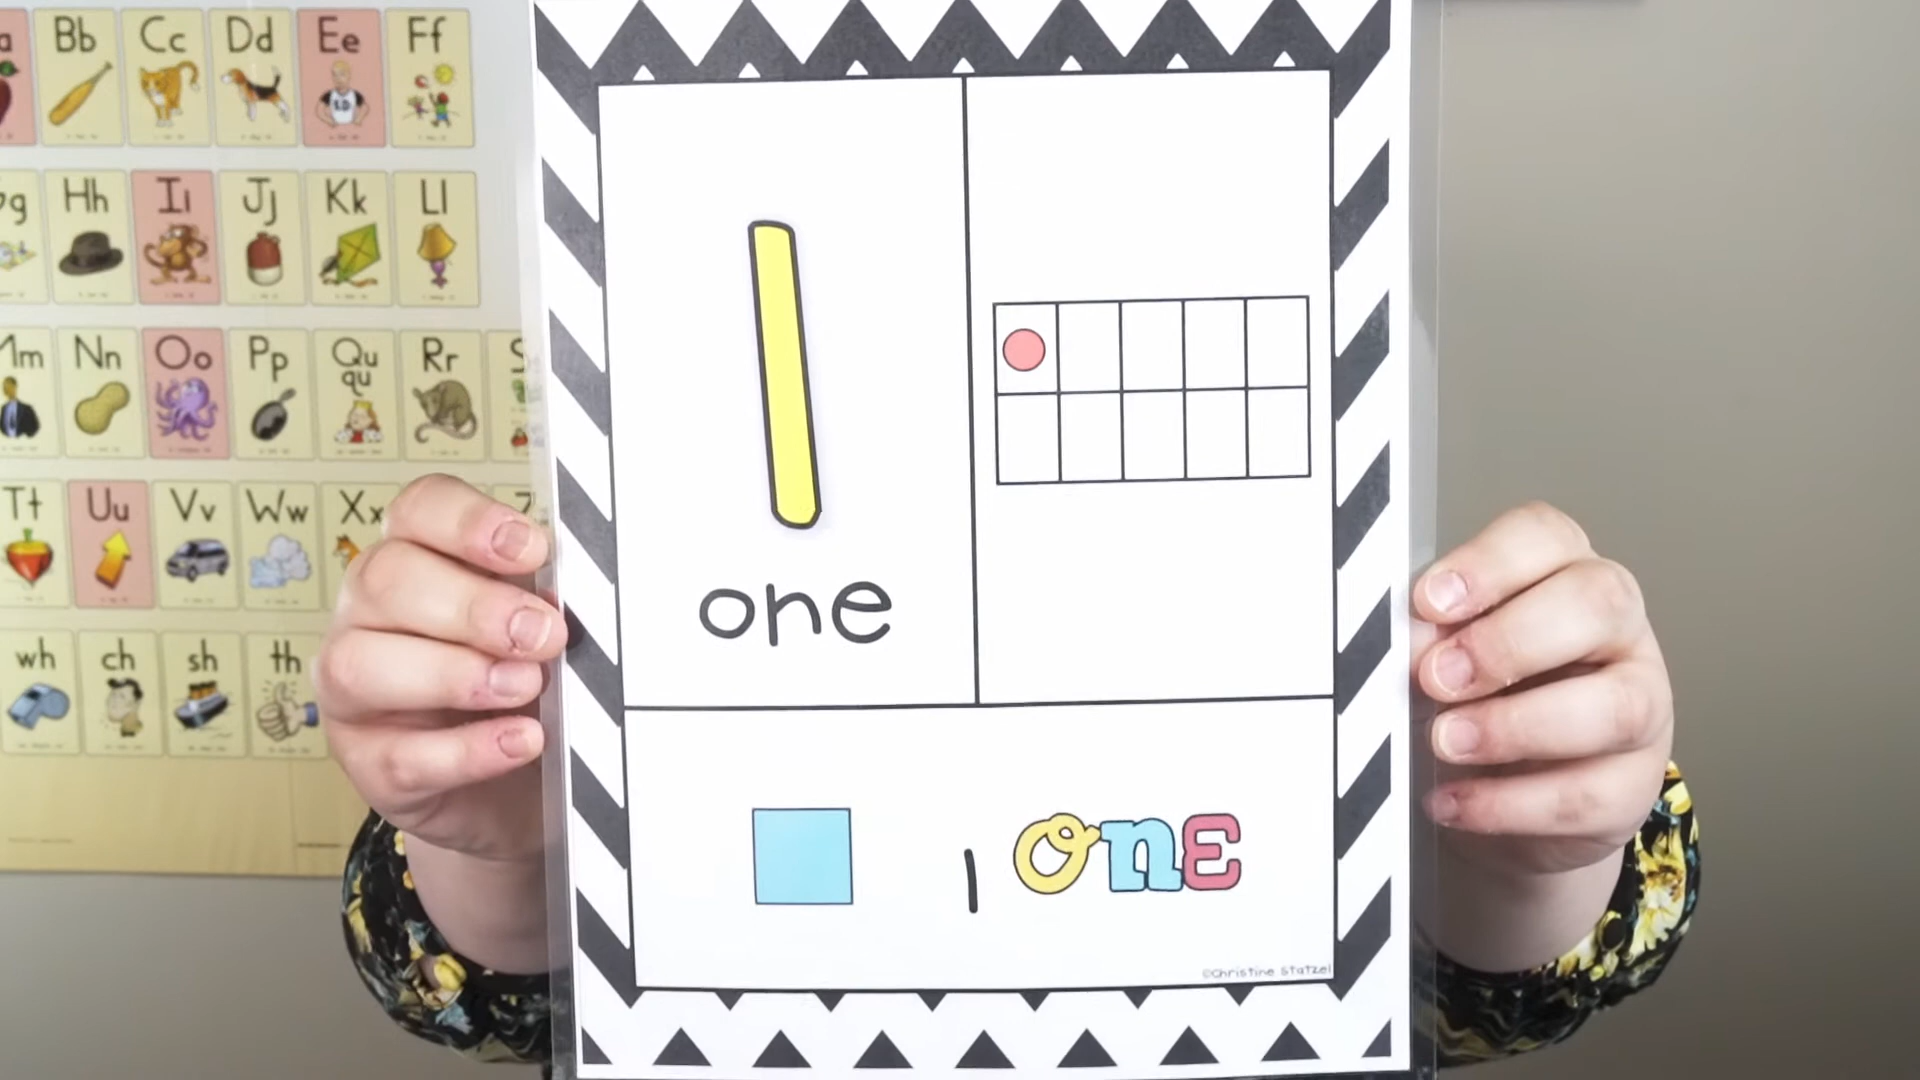 Bb Cc Dd Ee Ff
Hh Ii Jj Kk Ll
Nn Oo Pp Qu qu Rr
Tt Uu Vv Ww Xx
wh ch sh th
1
one
1 one
©Christine Statzel